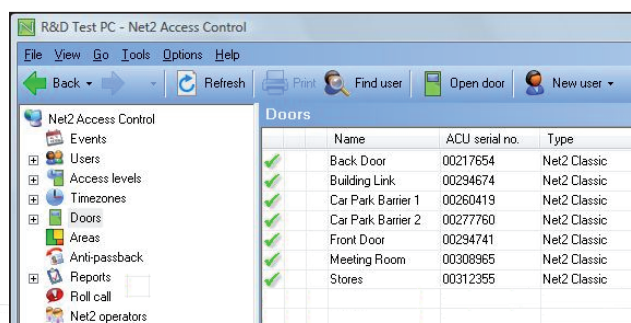 R&D Test PC - Net2 Access Control
File View Go Tools Options Help
Back Refresh Print Find user Open door New user
Net2 Access Control
Events
Users
Access levels
Timezones
Doors
Areas
Anti-passback
Reports
Roll call
Net2 operators
Doors
Name ACU serial no. Type
Back Door 00217654 Net2 Classic
Building Link 00294674 Net2 Classic
Car Park Barrier 1 00260419 Net2 Classic
Car Park Barrier 2 00277760 Net2 Classic
Front Door 00294741 Net2 Classic
Meeting Room 00308965 Net2 Classic
Stores 00312355 Net2 Classic